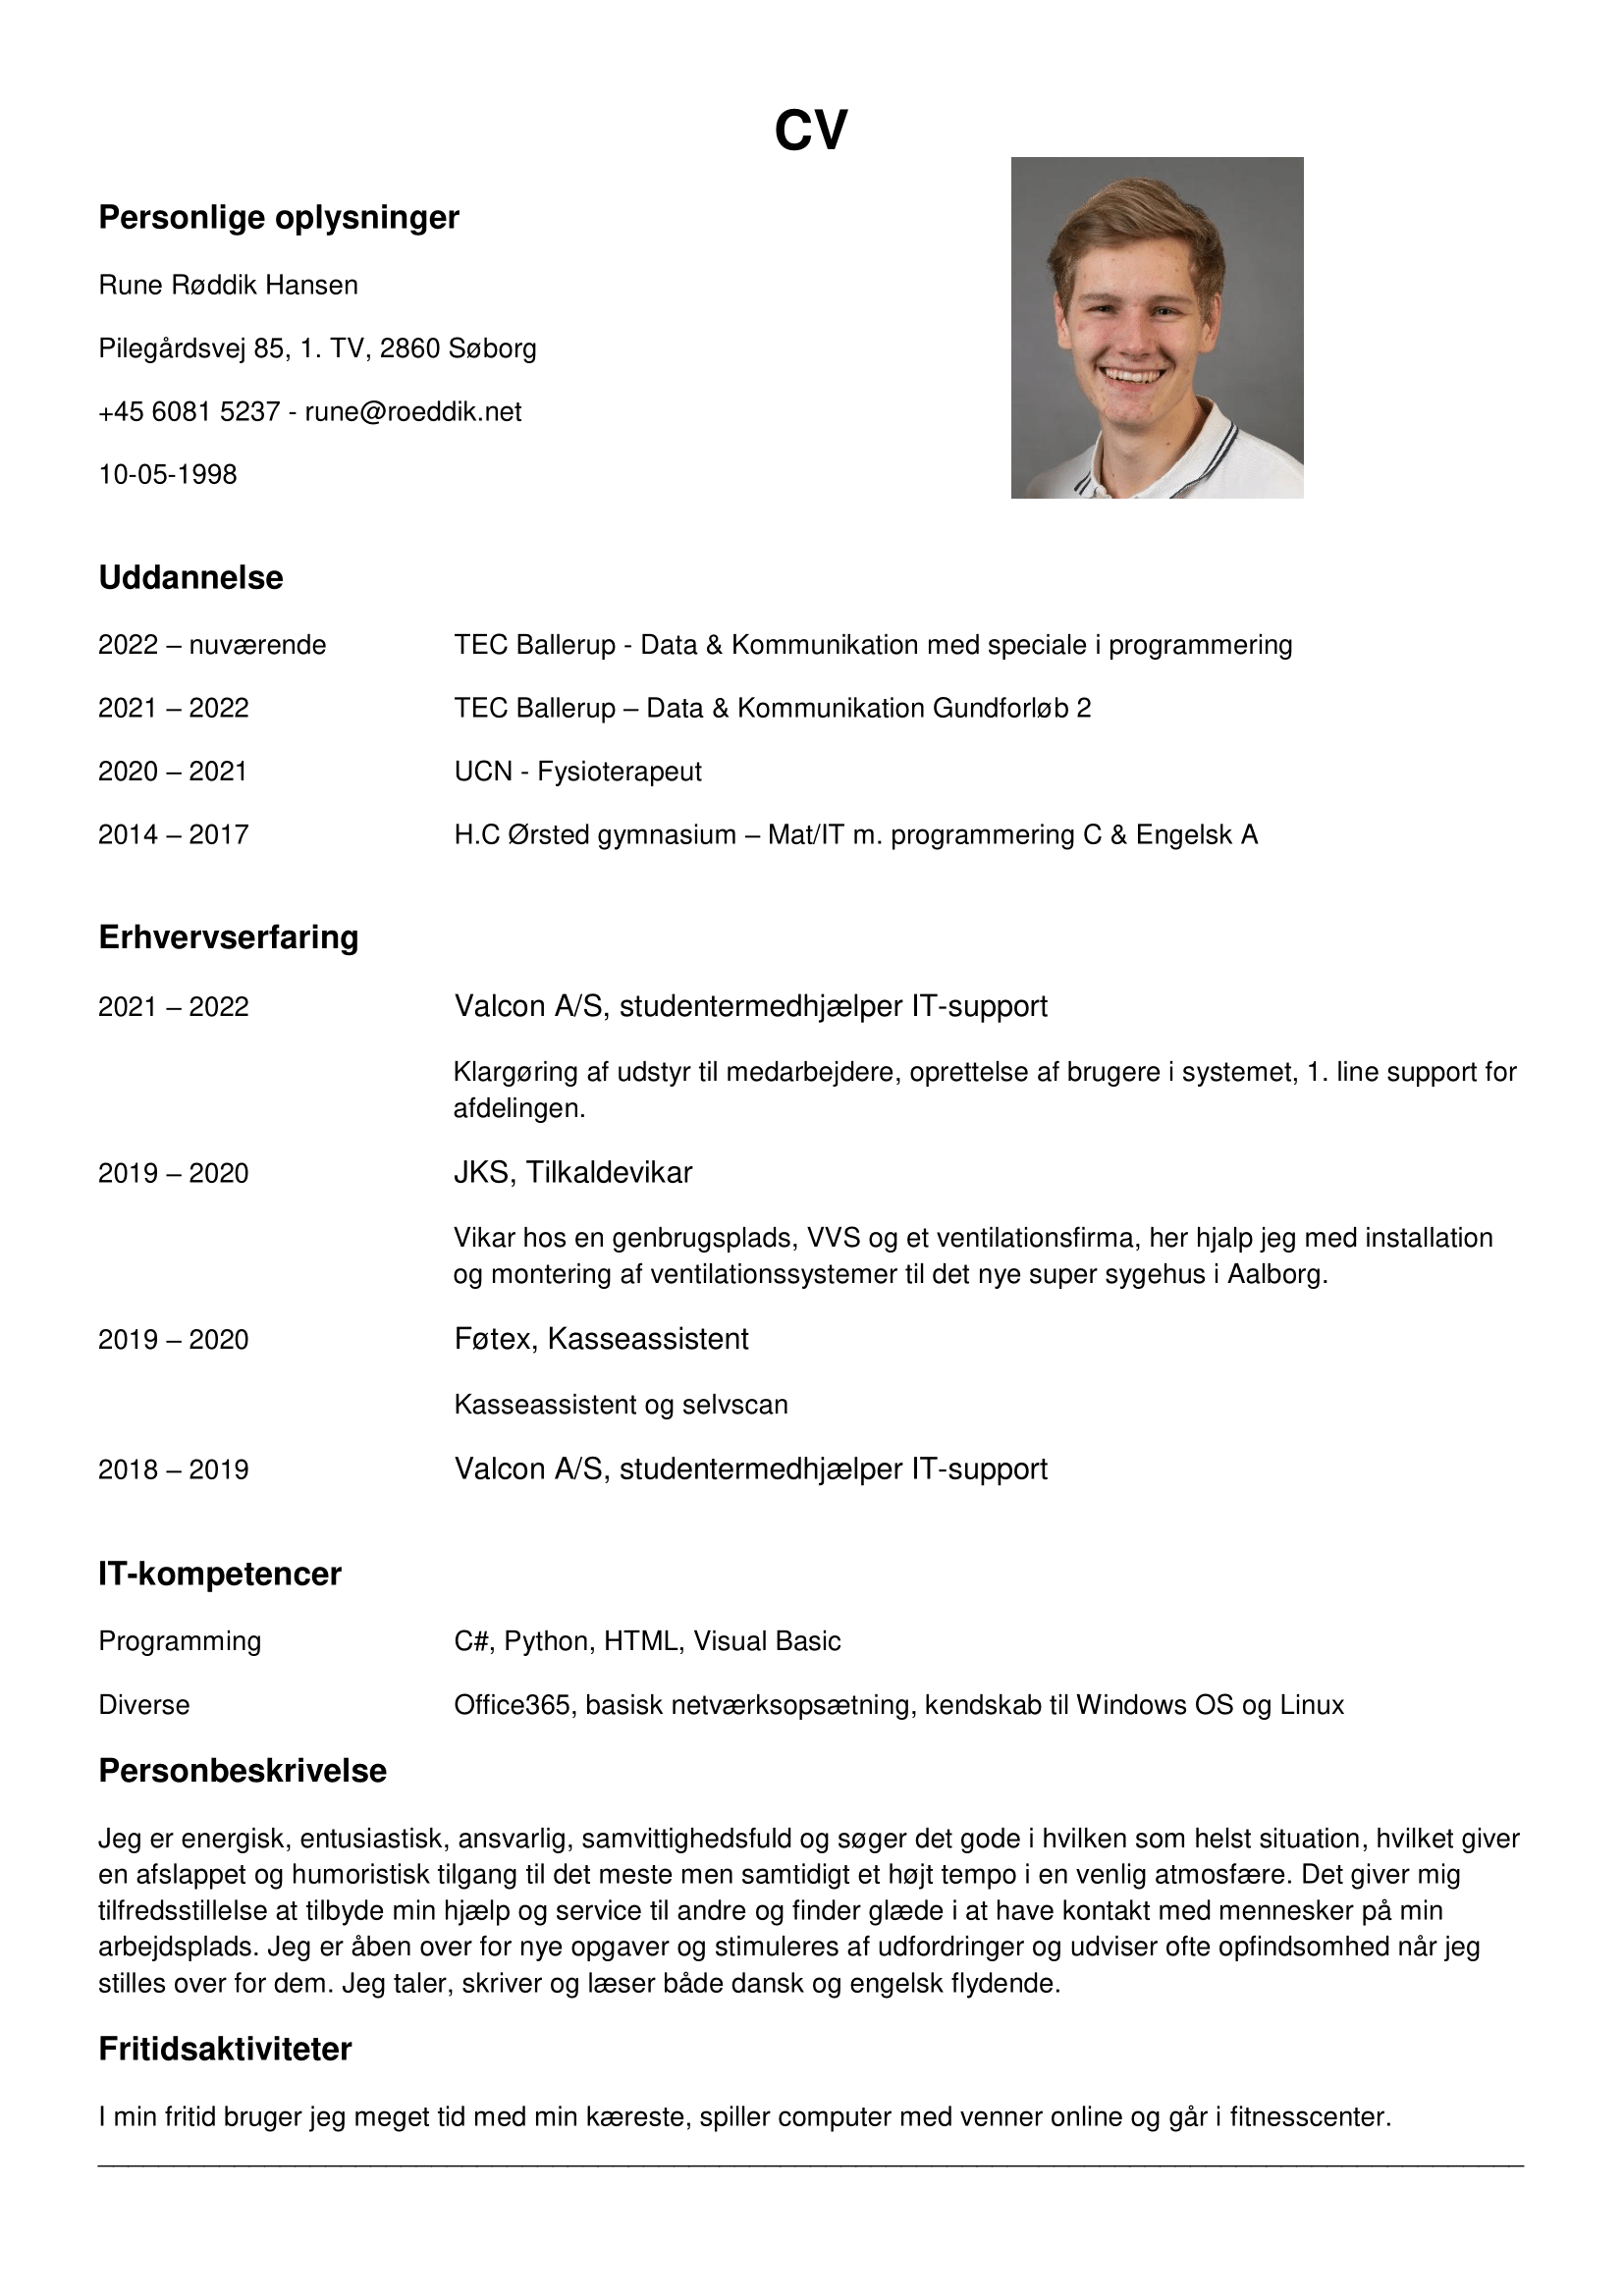 CV
Personlige oplysninger
Rune Røddik Hansen
Pilegårdsvej 85, 1. TV, 2860 Søborg
+45 6081 5237 - rune@roeddik.net
10-05-1998
Uddannelse
2022 – nuværende TEC Ballerup - Data & Kommunikation med speciale i programmering
2021 – 2022 TEC Ballerup – Data & Kommunikation Gundforløb 2
2020 – 2021 UCN - Fysioterapeut
2014 – 2017 H.C Ørsted gymnasium – Mat/IT m. programmering C & Engelsk A
Erhvervserfaring
2021 – 2022 Valcon A/S, studentermedhjælper IT-support
Klargøring af udstyr til medarbejdere, oprettelse af brugere i systemet, 1. line support for
afdelingen.
2019 – 2020 JKS, Tilkaldevikar
Vikar hos en genbrugsplads, VVS og et ventilationsfirma, her hjalp jeg med installation
og montering af ventilationssystemer til det nye super sygehus i Aalborg.
2019 – 2020 Føtex, Kasseassistent
Kasseassistent og selvscan
2018 – 2019 Valcon A/S, studentermedhjælper IT-support
IT-kompetencer
Programming C#, Python, HTML, Visual Basic
Diverse Office365, basisk netværksopsætning, kendskab til Windows OS og Linux
Personbeskrivelse
Jeg er energisk, entusiastisk, ansvarlig, samvittighedsfuld og søger det gode i hvilken som helst situation, hvilket giver
en afslappet og humoristisk tilgang til det meste men samtidigt et højt tempo i en venlig atmosfære. Det giver mig
tilfredsstillelse at tilbyde min hjælp og service til andre og finder glæde i at have kontakt med mennesker på min
arbejdsplads. Jeg er åben over for nye opgaver og stimuleres af udfordringer og udviser ofte opfindsomhed når jeg
stilles over for dem. Jeg taler, skriver og læser både dansk og engelsk flydende.
Fritidsaktiviteter
I min fritid bruger jeg meget tid med min kæreste, spiller computer med venner online og går i fitnesscenter.